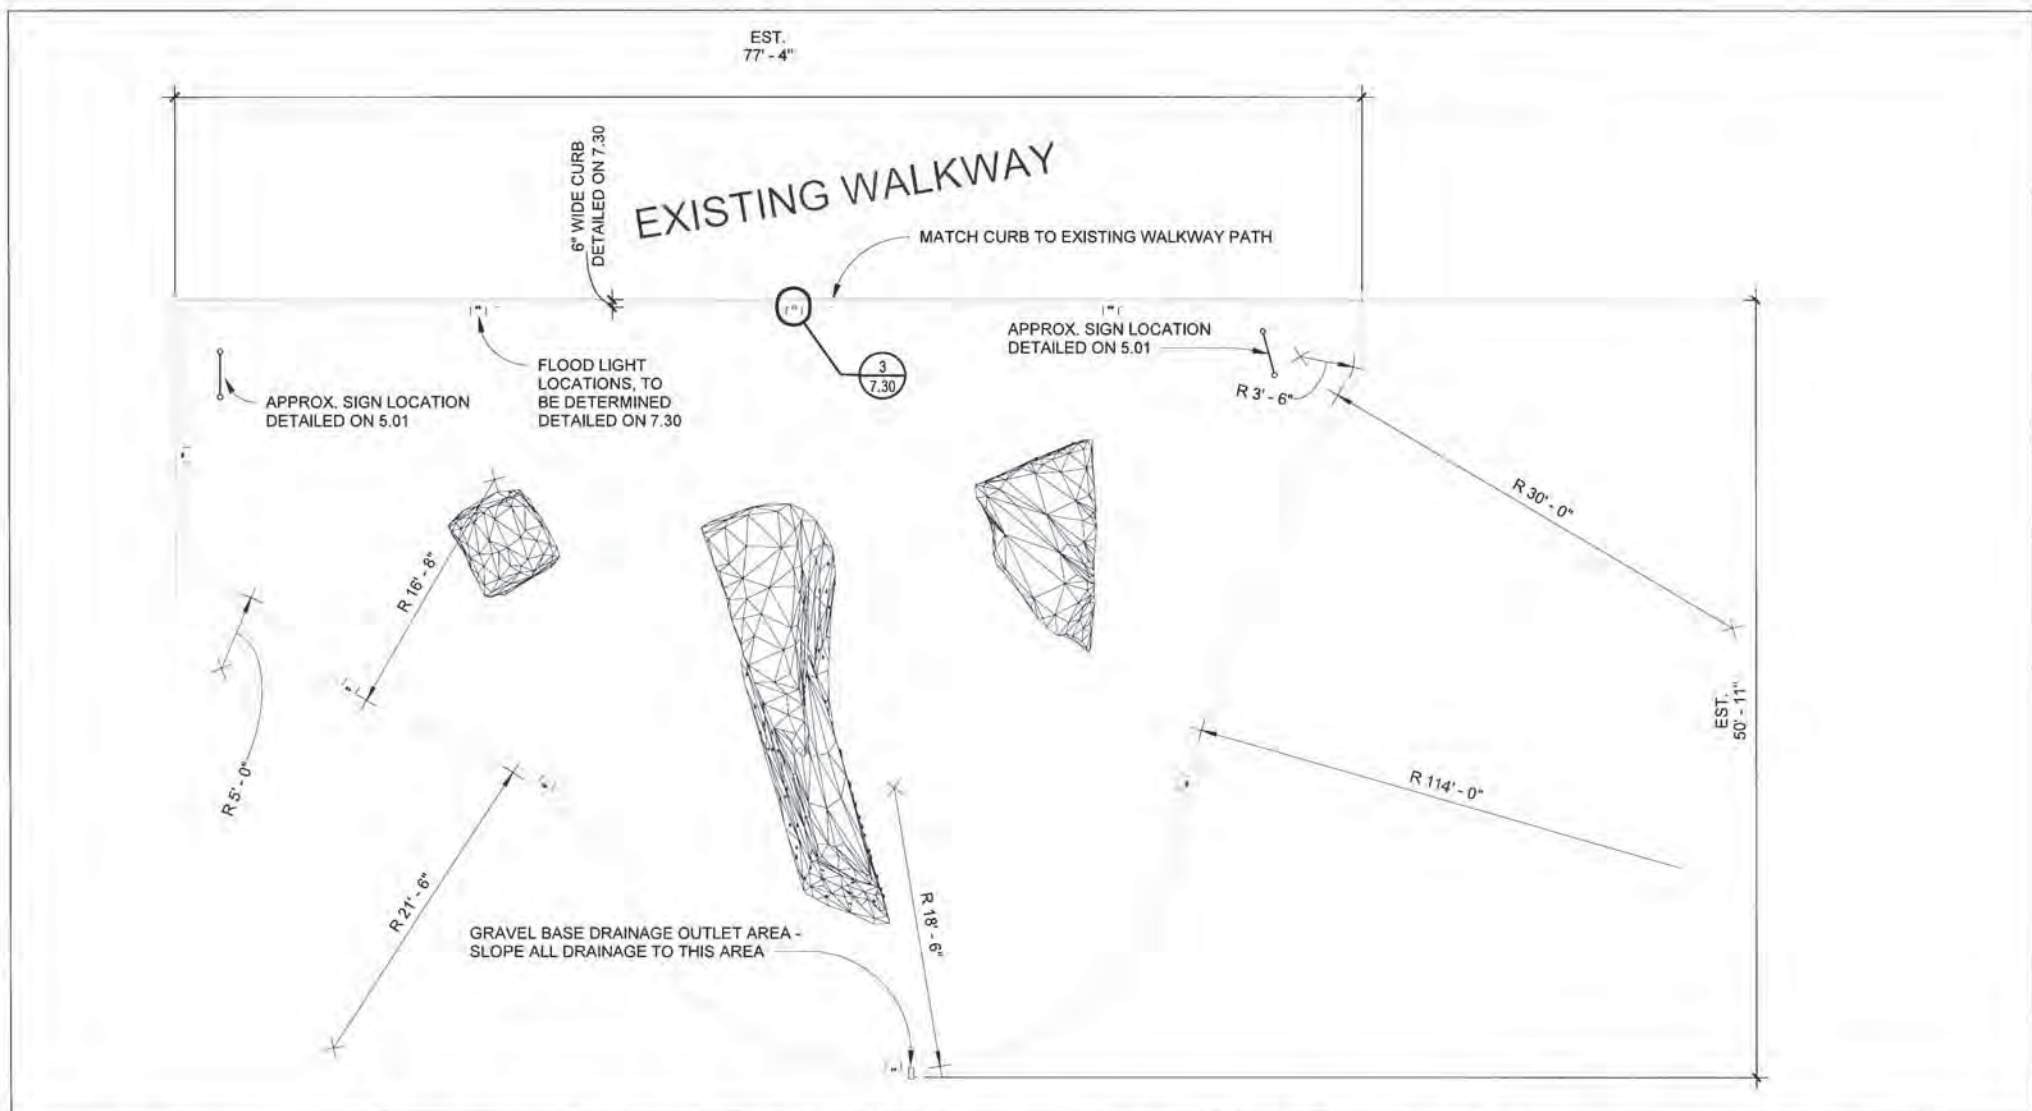 EST.
77' - 4"
6" WIDE CURB
DETAILED ON 7.30
EXISTING WALKWAY
MATCH CURB TO EXISTING WALKWAY PATH
APPROX. SIGN LOCATION
DETAILED ON 5.01
FLOOD LIGHT
LOCATIONS, TO
BE DETERMINED
DETAILED ON 7.30
3
7.30
APPROX. SIGN LOCATION
DETAILED ON 5.01
R 3' - 6"
R 30' - 0"
R 16' - 8"
R 5' - 0"
EST.
50' - 11"
R 114' - 0"
R 21' - 6"
R 18' - 6"
GRAVEL BASE DRAINAGE OUTLET AREA -
SLOPE ALL DRAINAGE TO THIS AREA